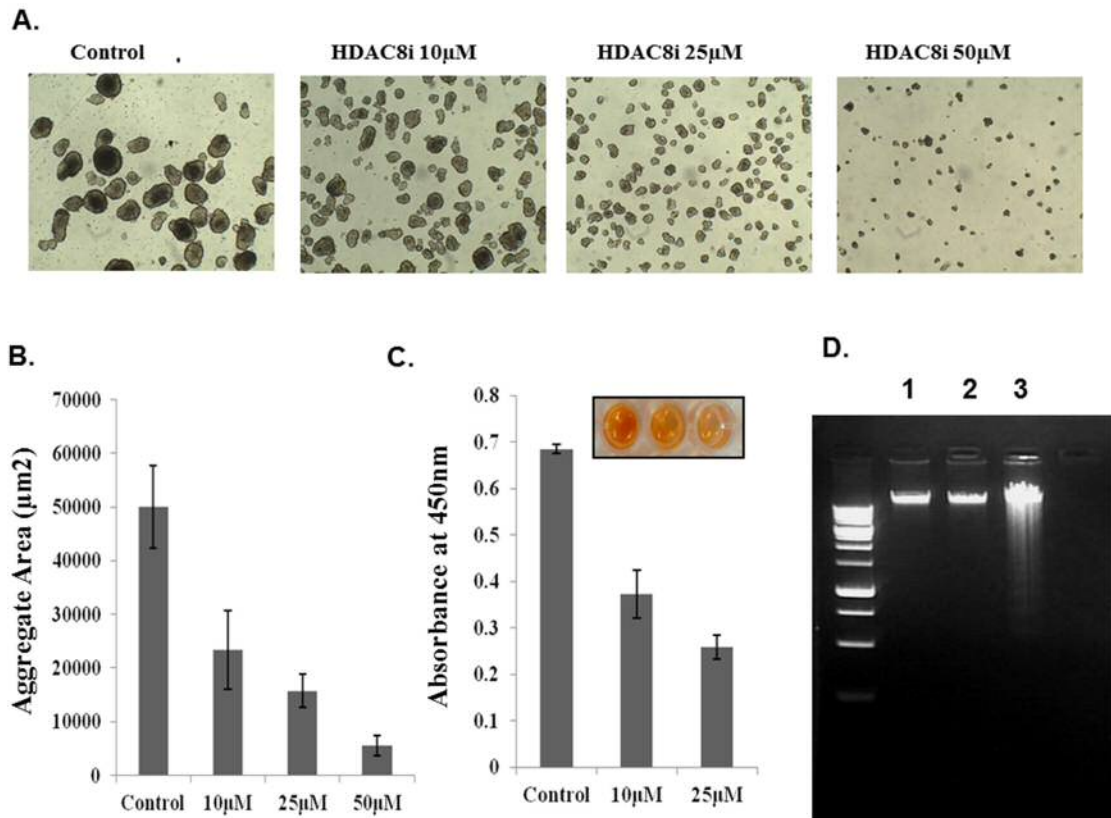 A.
Control
HDAC8i 10μM
HDAC8i 25μM
HDAC8i 50μM
B.
Aggregate Area (μm2)
70000
60000
50000
40000
30000
20000
10000
0
Control 10μM 25μM 50μM
C.
Absorbance at 450nm
0.8
0.7
0.6
0.5
0.4
0.3
0.2
0.1
0
Control 10μM 25μM
D.
1 2 3